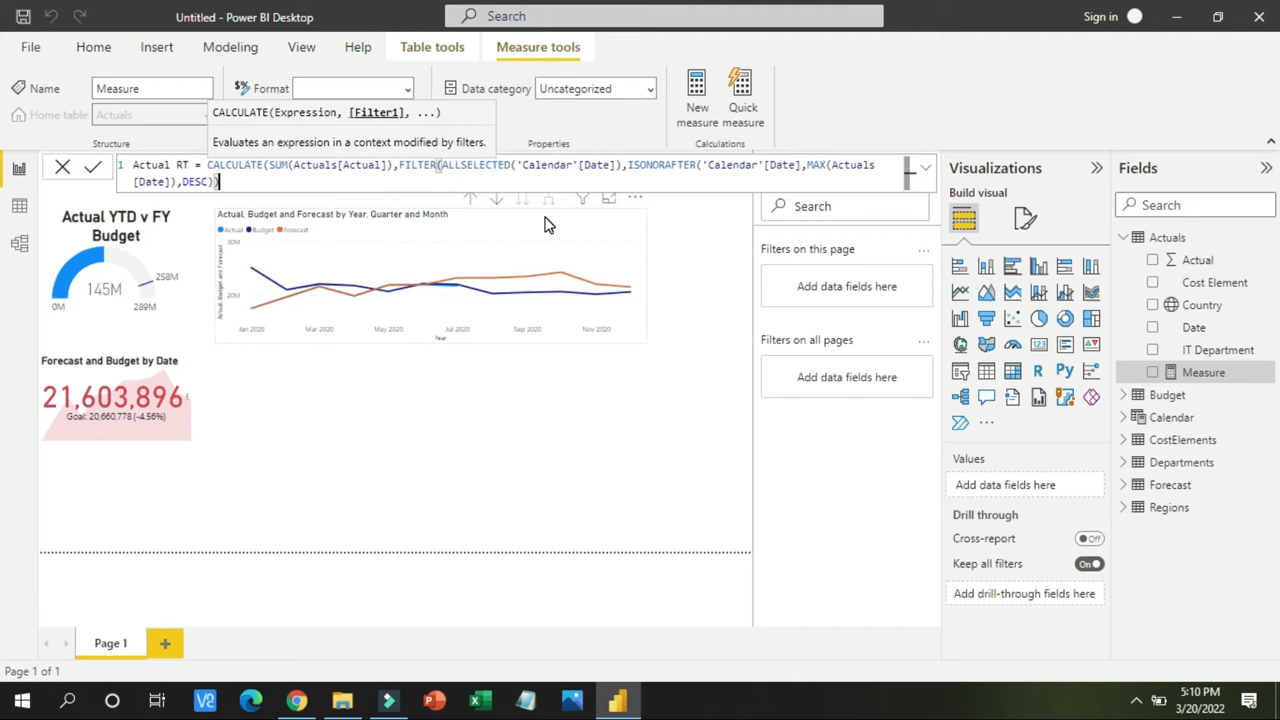 Untitled - Power BI Desktop
Search
Sign in
File
Home
Insert
Modeling
View
Help
Table tools
Measure tools
Name
Measure
Format
Data category
Uncategorized
New
measure
Quick
measure
Home table
Actuals
CALCULATE(Expression, [Filter1], ...)
Evaluates an expression in a context modified by filters.
Structure
Properties
Calculations
1 Actual RT = CALCULATE(SUM(Actuals[Actual]),FILTER(ALLSELECTED('Calendar'[Date]),ISONORAFTER('Calendar'[Date],MAX(Actuals
[Date]),DESC))
Actual YTD v FY
Budget
145M
258M
0M
289M
Actual, Budget and Forecast by Year, Quarter and Month
Actual Budget Forecast
30M
20M
Actual, Budget and Forecast
Jan 2020
Mar 2020
May 2020
Jul 2020
Sep 2020
Nov 2020
Year
Forecast and Budget by Date
21,603,896!
Goal: 20,660,778 (-4.56%)
Search
Filters on this page
...
Add data fields here
Filters on all pages
...
Add data fields here
Visualizations
Build visual
R
Py
123
...
Values
Add data fields here
Drill through
Cross-report
Off
Keep all filters
On
Add drill-through fields here
Fields
Search
Actuals
Actual
Cost Element
Country
Date
IT Department
Measure
Budget
Calendar
CostElements
Departments
Forecast
Regions
Page 1
Page 1 of 1
5:10 PM
3/20/2022